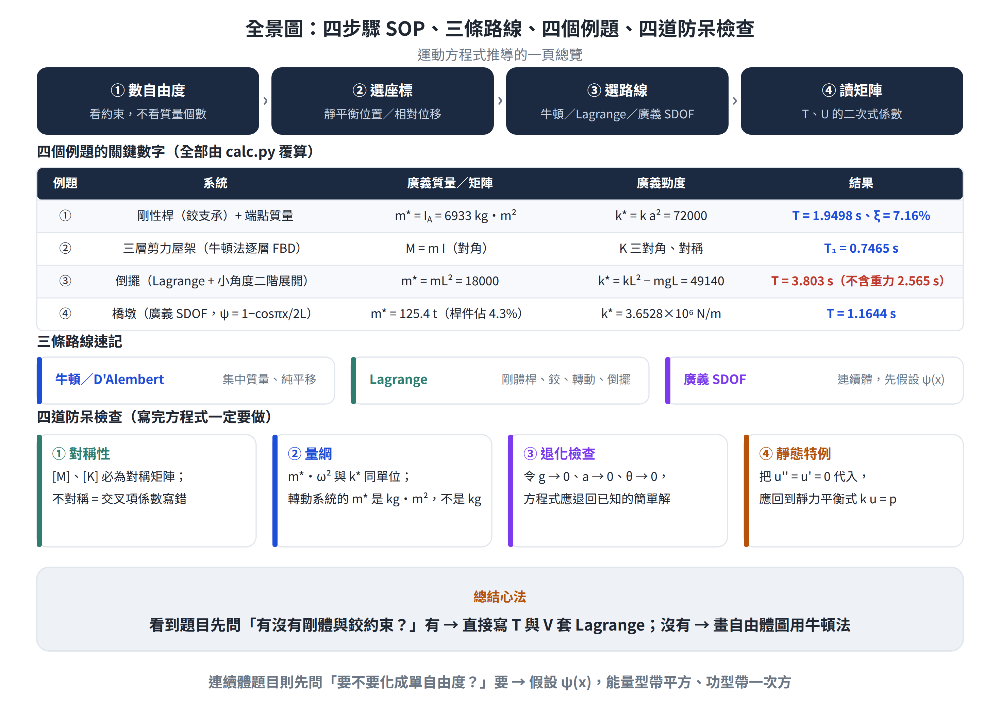 全景圖：四步驟 SOP、三條路線、四個例題、四道防呆檢查
運動方程式推導的一頁總覽
① 數自由度
看約束，不看質量個數
›
② 選座標
靜平衡位置／相對位移
›
③ 選路線
牛頓／Lagrange／廣義 SDOF
›
④ 讀矩陣
T、U 的二次式係數
四個例題的關鍵數字（全部由 calc.py 覆算）
例題 系統 廣義質量／矩陣 廣義勁度 結果
① 剛性桿（鉸支承）+ 端點質量 m* = I_A = 6933 kg·m² k* = k a² = 72000 T = 1.9498 s、ξ = 7.16%
② 三層剪力屋架（牛頓法逐層 FBD） M = m I（對角） K 三對角、對稱 T₁ = 0.7465 s
③ 倒擺（Lagrange + 小角度二階展開） m* = mL² = 18000 k* = kL² − mgL = 49140 T = 3.803 s（不含重力 2.565 s）
④ 橋墩（廣義 SDOF，ψ = 1−cosπx/2L） m* = 125.4 t（桿件佔 4.3%） k* = 3.6528×10⁶ N/m T = 1.1644 s
三條路線速記
牛頓／D'Alembert 集中質量、純平移
Lagrange 剛體桿、鉸、轉動、倒擺
廣義 SDOF 連續體，先假設 ψ(x)
四道防呆檢查（寫完方程式一定要做）
① 對稱性
[M]、[K] 必為對稱矩陣；
不對稱 = 交叉項係數寫錯
② 量綱
m*·ω² 與 k* 同單位；
轉動系統的 m* 是 kg·m²，不是 kg
③ 退化檢查
令 g → 0、a → 0、θ → 0，
方程式應退回已知的簡單解
④ 靜態特例
把 u'' = u' = 0 代入，
應回到靜力平衡式 k u = p
總結心法
看到題目先問「有沒有剛體與鉸約束？」有 → 直接寫 T 與 V 套 Lagrange；沒有 → 畫自由體圖用牛頓法
連續體題目則先問「要不要化成單自由度？」要 → 假設 ψ(x)，能量型帶平方、功型帶一次方